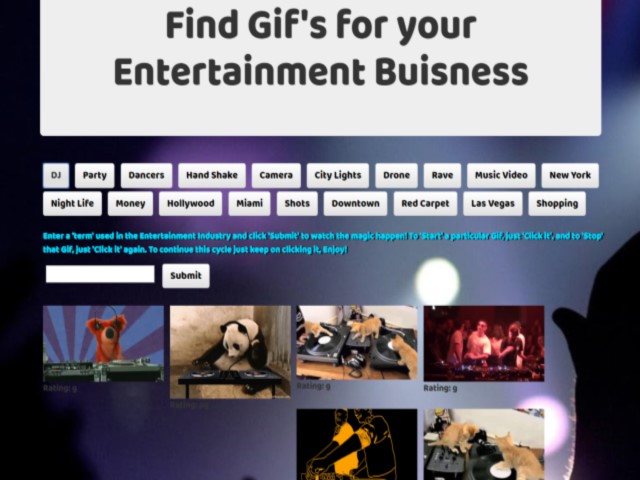 Find Gif's for your
Entertainment Buisness
DJ Party Dancers Hand Shake Camera City Lights Drone Rave Music Video New York
Night Life Money Hollywood Miami Shots Downtown Red Carpet Las Vegas Shopping
Enter a 'term' used in the Entertainment Industry and click 'Submit' to watch the magic happen! To 'Start' a particular Gif, just 'Click it', and to 'Stop'
that Gif, just 'Click it' again. To continue this cycle just keep on clicking it, Enjoy!
Submit
Rating: g
Rating: g
Rating: g